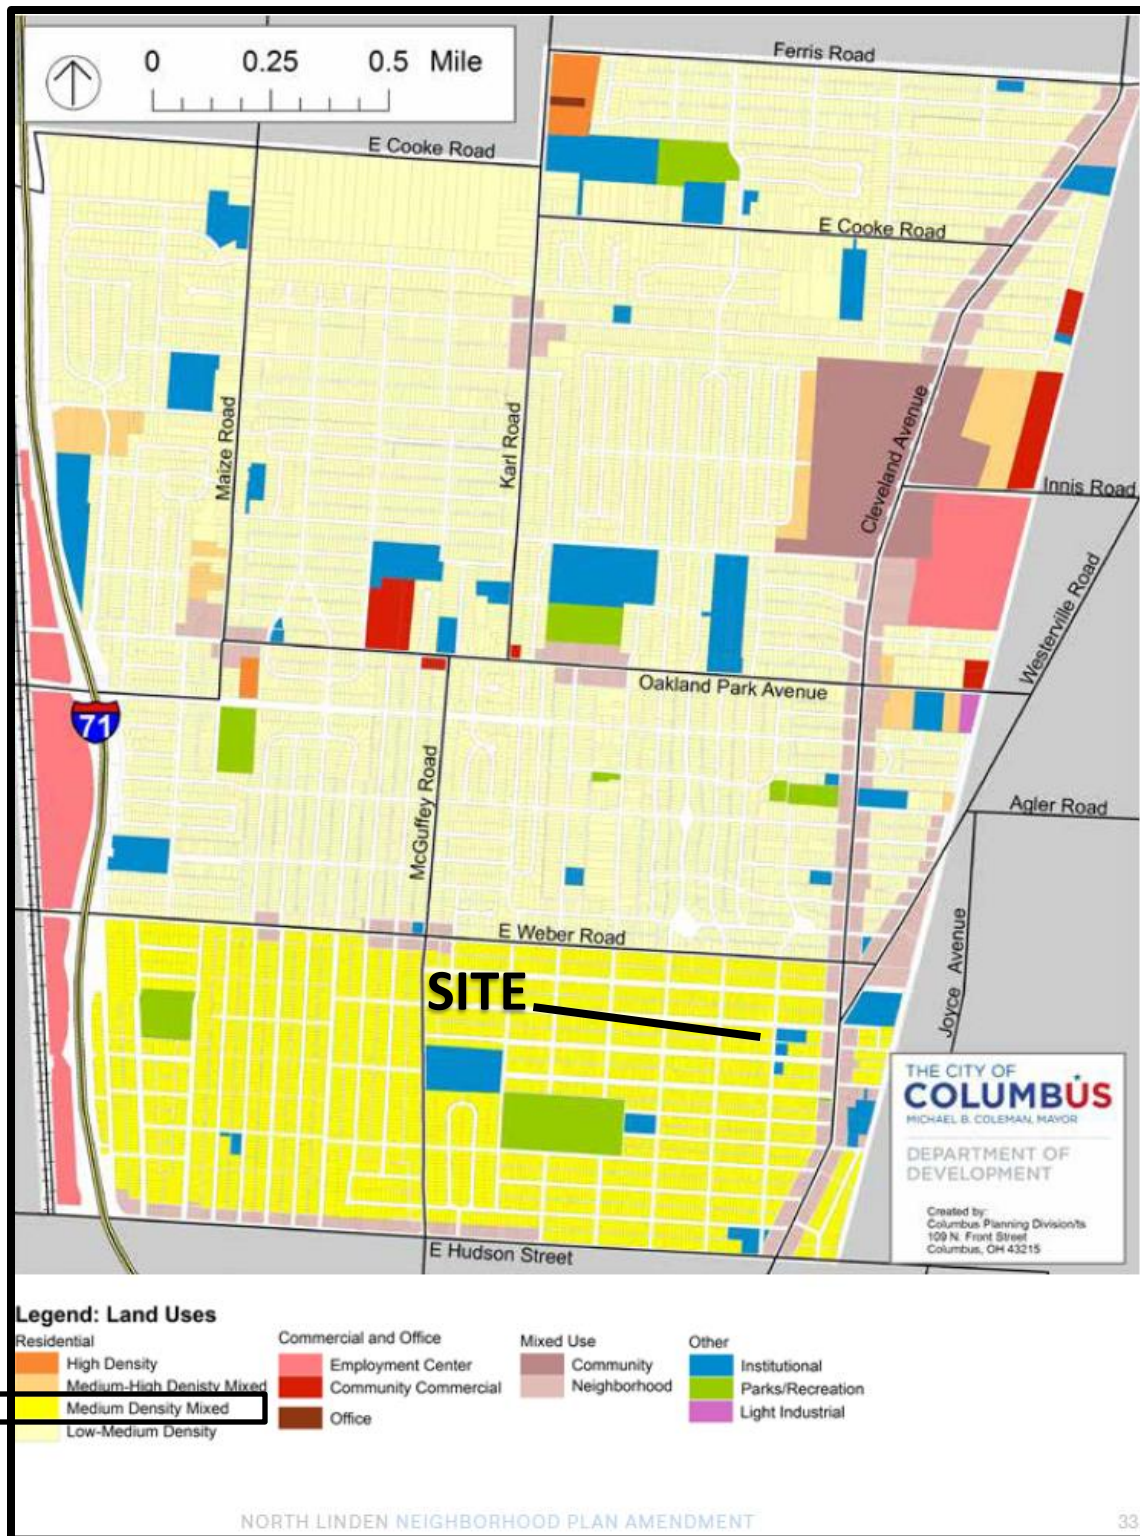 0 0.25 0.5 Mile
Ferris Road
E Cooke Road
E Cooke Road
Maize Road
Karl Road
Cleveland Avenue
Innis Road
Westerville Road
Oakland Park Avenue
71
McGuffey Road
Agler Road
E Weber Road
Joyce Avenue
SITE
THE CITY OF
COLUMBUS
MICHAEL B. COLEMAN, MAYOR
DEPARTMENT OF
DEVELOPMENT
Created by:
Columbus Planning Division/ts
109 N. Front Street
Columbus, OH 43215
E Hudson Street
Legend: Land Uses
Residential
High Density
Medium-High Denisty Mixed
Medium Density Mixed
Low-Medium Density
Commercial and Office
Employment Center
Community Commercial
Office
Mixed Use
Community
Neighborhood
Other
Institutional
Parks/Recreation
Light Industrial
NORTH LINDEN NEIGHBORHOOD PLAN AMENDMENT 33